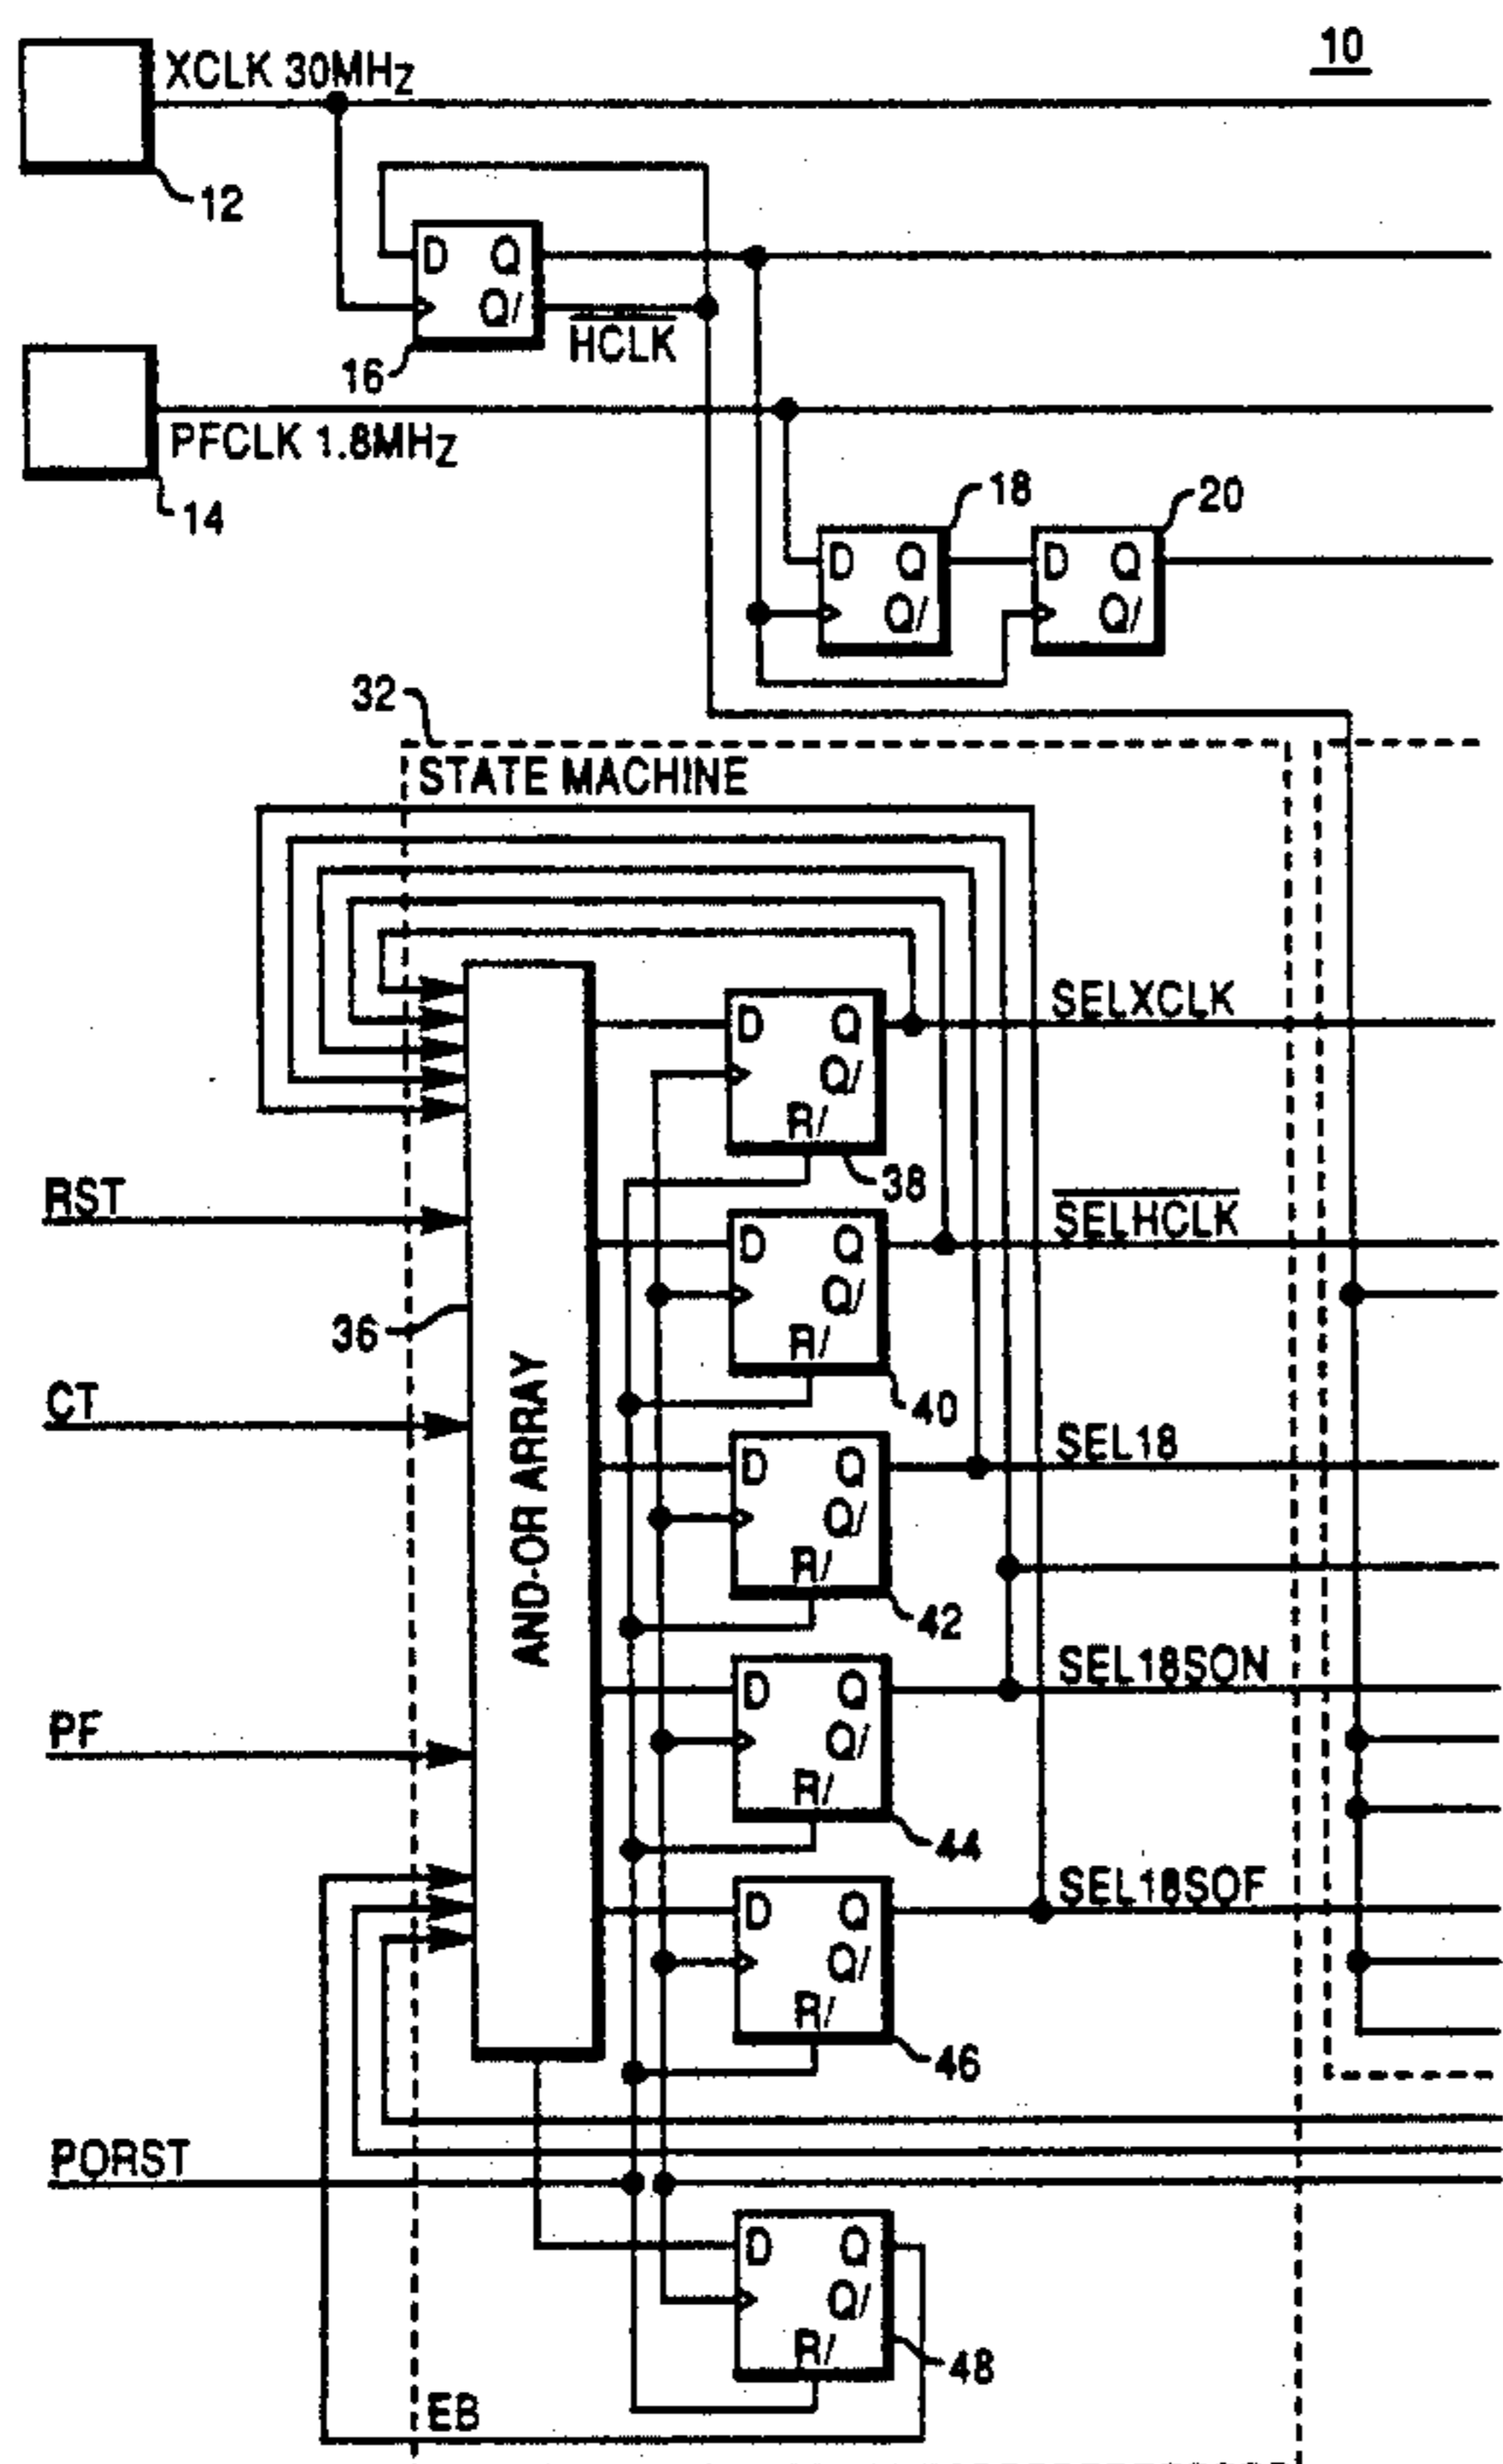 10
XCLK 30MHZ
12
D Q
Q/
HCLK
16
PFCLK 1.8MHZ
14
18
20
D Q
Q/
D Q
Q/
32
STATE MACHINE
SELXCLK
D Q
Q/
R/
38
RST
SELHCLK
D Q
Q/
R/
36
40
CT
AND-OR ARRAY
SEL18
D Q
Q/
R/
42
SEL18SON
D Q
Q/
R/
PF
44
SEL18SOF
D Q
Q/
R/
46
PORST
D Q
Q/
R/
48
EB